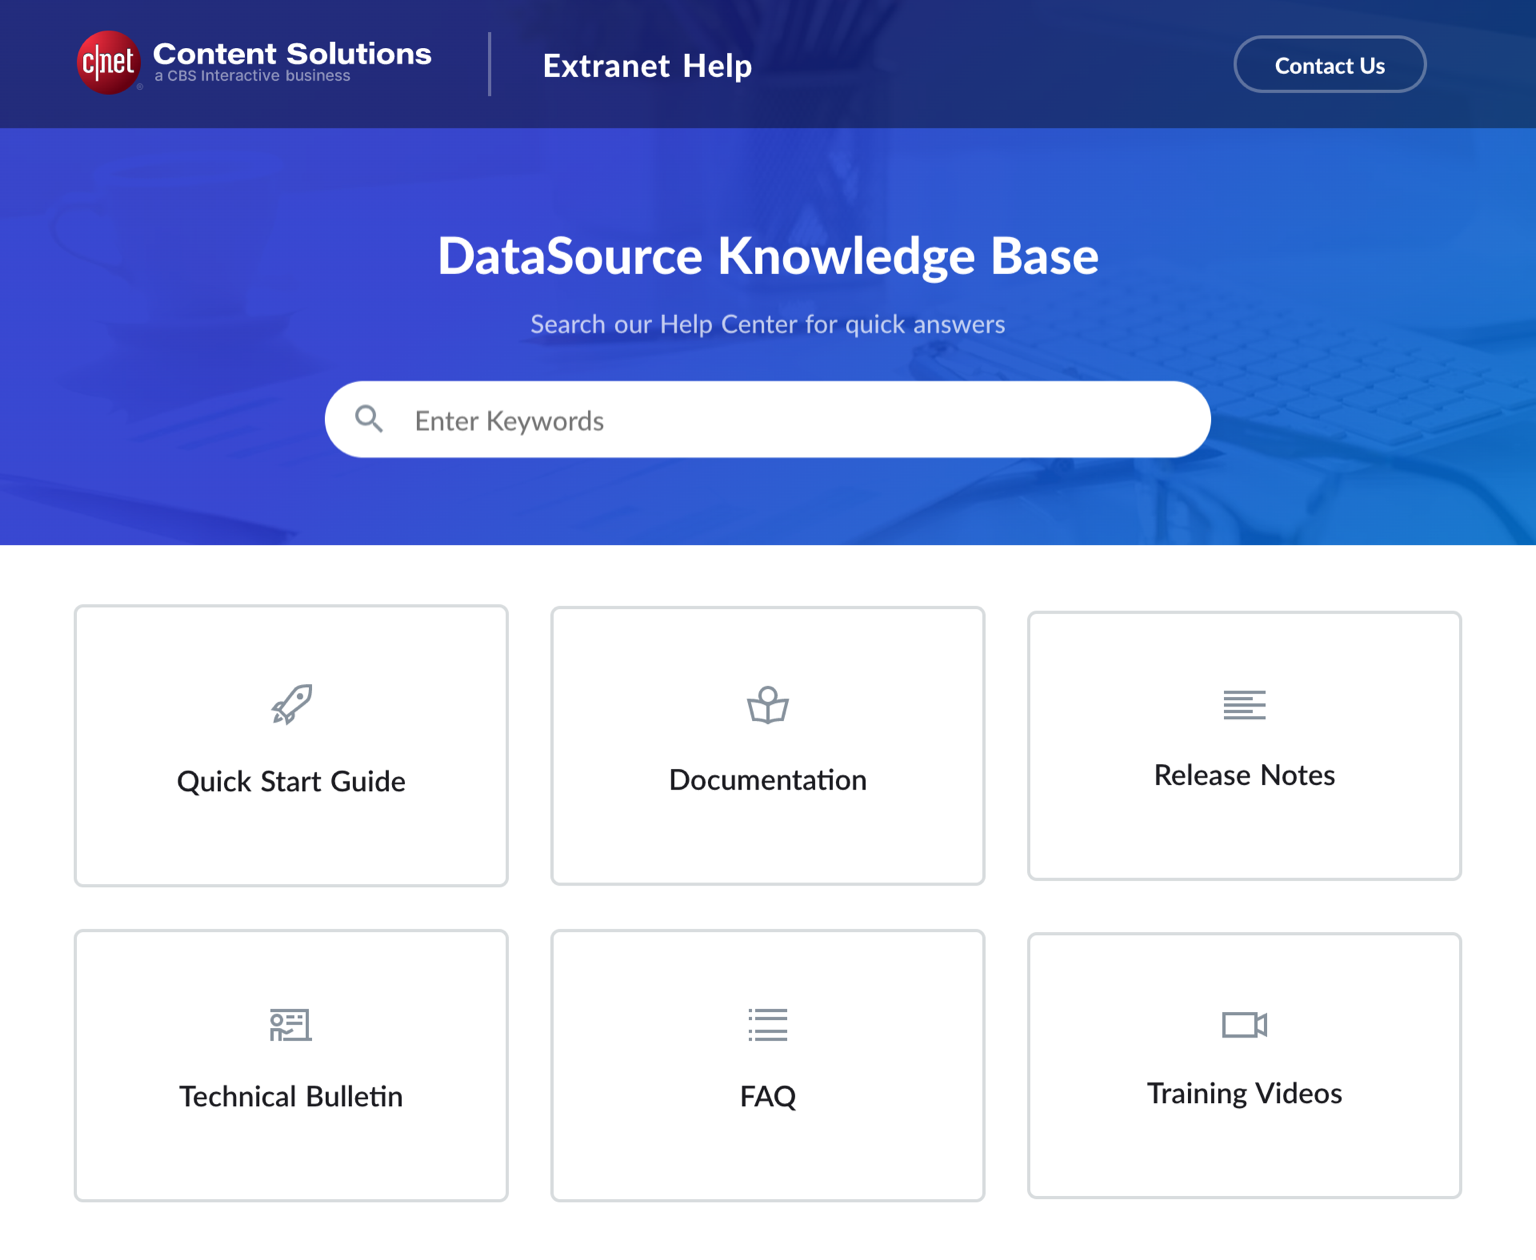 c|net
Content Solutions
a CBS Interactive business
®
Extranet Help
Contact Us
DataSource Knowledge Base
Search our Help Center for quick answers
Enter Keywords
Quick Start Guide
Documentation
Release Notes
Technical Bulletin
FAQ
Training Videos